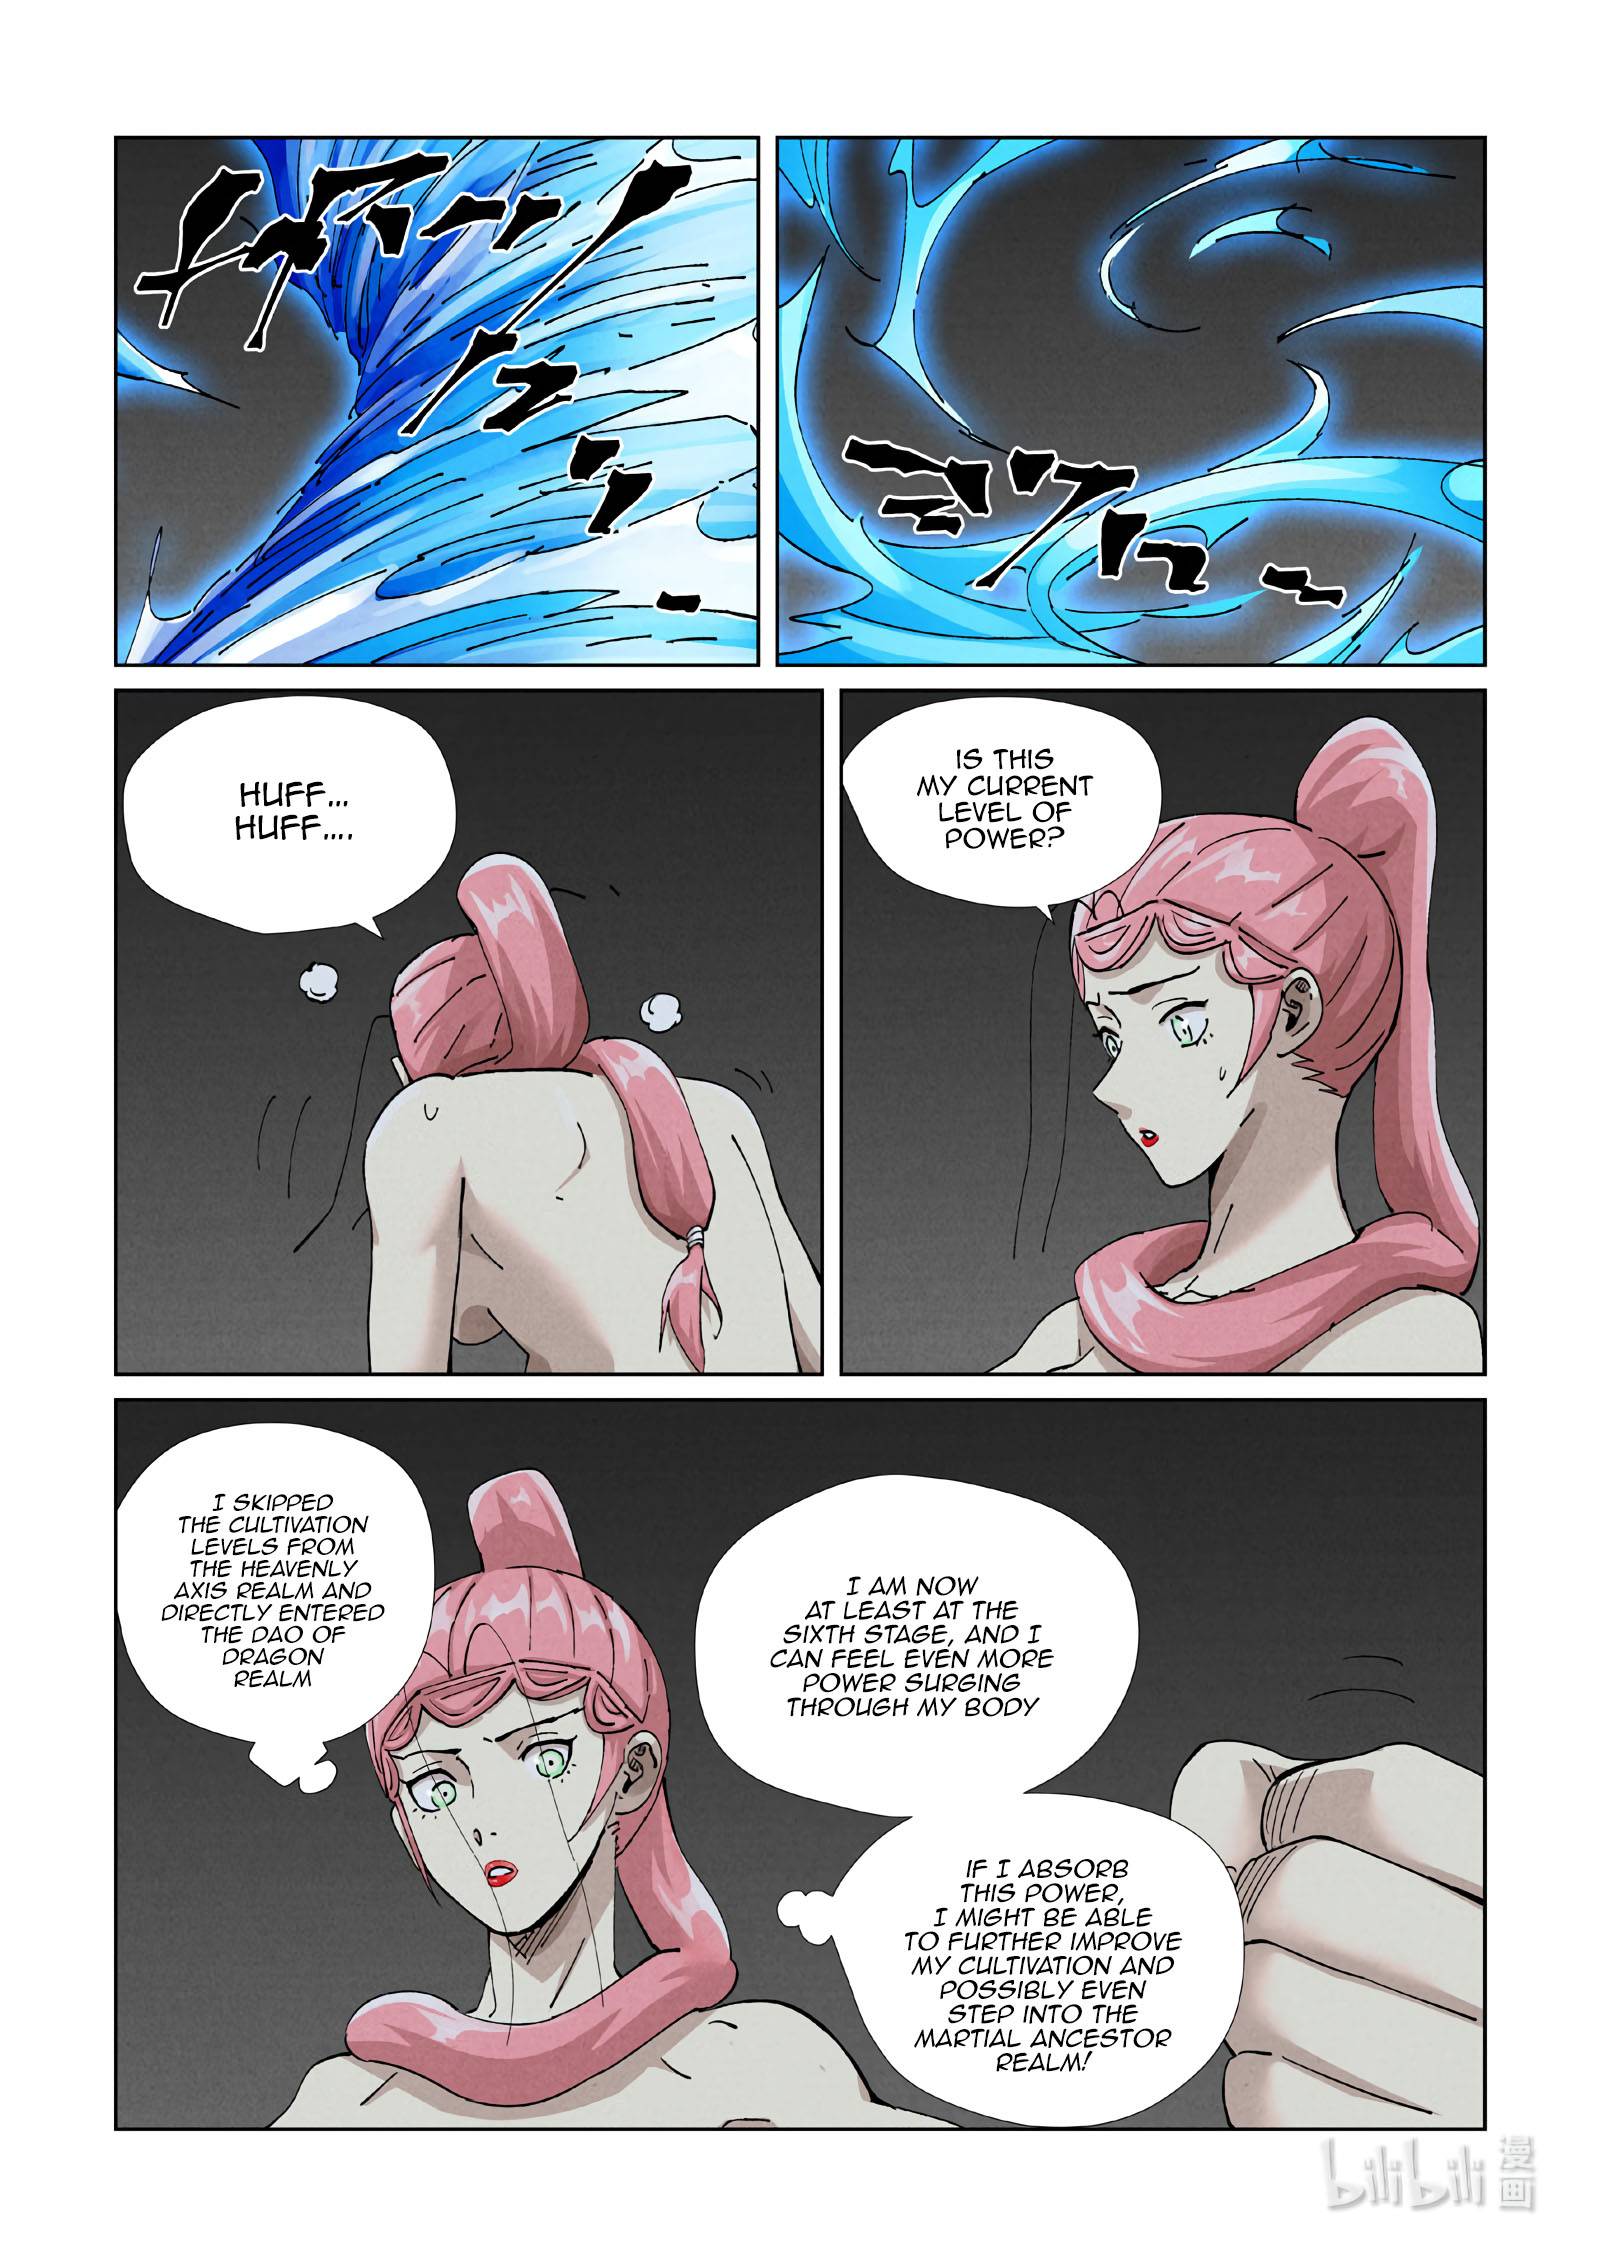 HUFF...
HUFF....
IS THIS
MY CURRENT
LEVEL OF
POWER?
I SKIPPED
THE CULTIVATION
LEVELS FROM
THE HEAVENLY
AXIS REALM AND
DIRECTLY ENTERED
THE DAO OF
DRAGON
REALM
I AM NOW
AT LEAST AT THE
SIXTH STAGE, AND I
CAN FEEL EVEN MORE
POWER SURGING
THROUGH MY BODY
IF I ABSORB
THIS POWER,
I MIGHT BE ABLE
TO FURTHER IMPROVE
MY CULTIVATION AND
POSSIBLY EVEN
STEP INTO THE
MARTIAL ANCESTOR
REALM!
bilibili 漫画